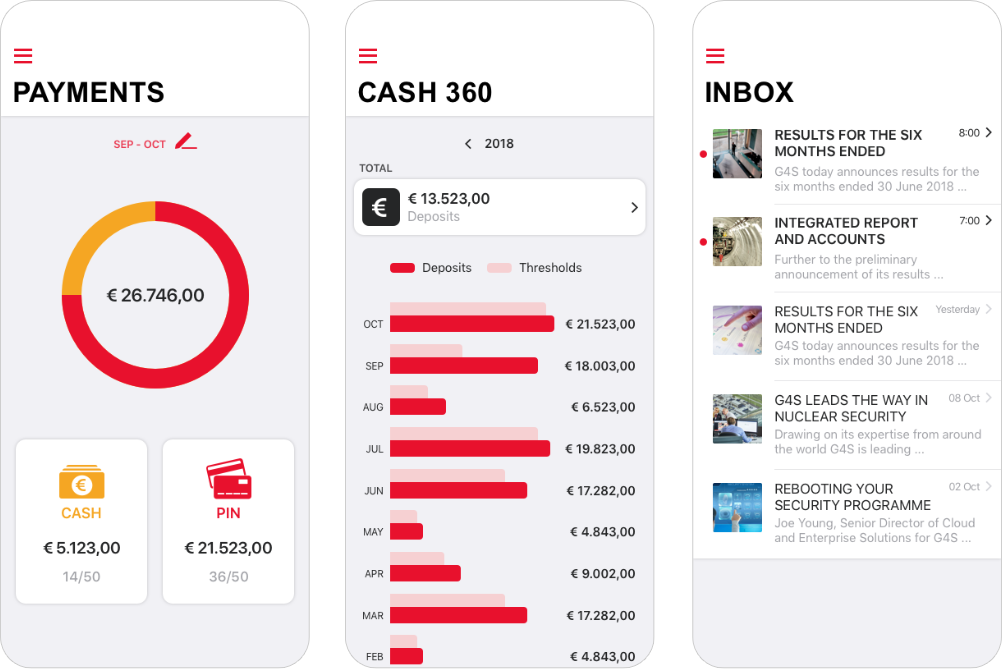 PAYMENTS
SEP - OCT
€ 26.746,00
CASH
€ 5.123,00
14/50
PIN
€ 21.523,00
36/50
CASH 360
2018
TOTAL
€ 13.523,00
Deposits
Deposits
Thresholds
OCT € 21.523,00
SEP € 18.003,00
AUG € 6.523,00
JUL € 19.823,00
JUN € 17.282,00
MAY € 4.843,00
APR € 9.002,00
MAR € 17.282,00
FEB € 4.843,00
INBOX
RESULTS FOR THE SIX 8:00
MONTHS ENDED
G4S today announces results for the
six months ended 30 June 2018 ...
INTEGRATED REPORT 7:00
AND ACCOUNTS
Further to the preliminary
announcement of its results ...
RESULTS FOR THE SIX Yesterday
MONTHS ENDED
G4S today announces results for the
six months ended 30 June 2018 ...
G4S LEADS THE WAY IN 08 Oct
NUCLEAR SECURITY
Drawing on its expertise from around
the world G4S is leading ...
REBOOTING YOUR 02 Oct
SECURITY PROGRAMME
Joe Young, Senior Director of Cloud
and Enterprise Solutions for G4S ...